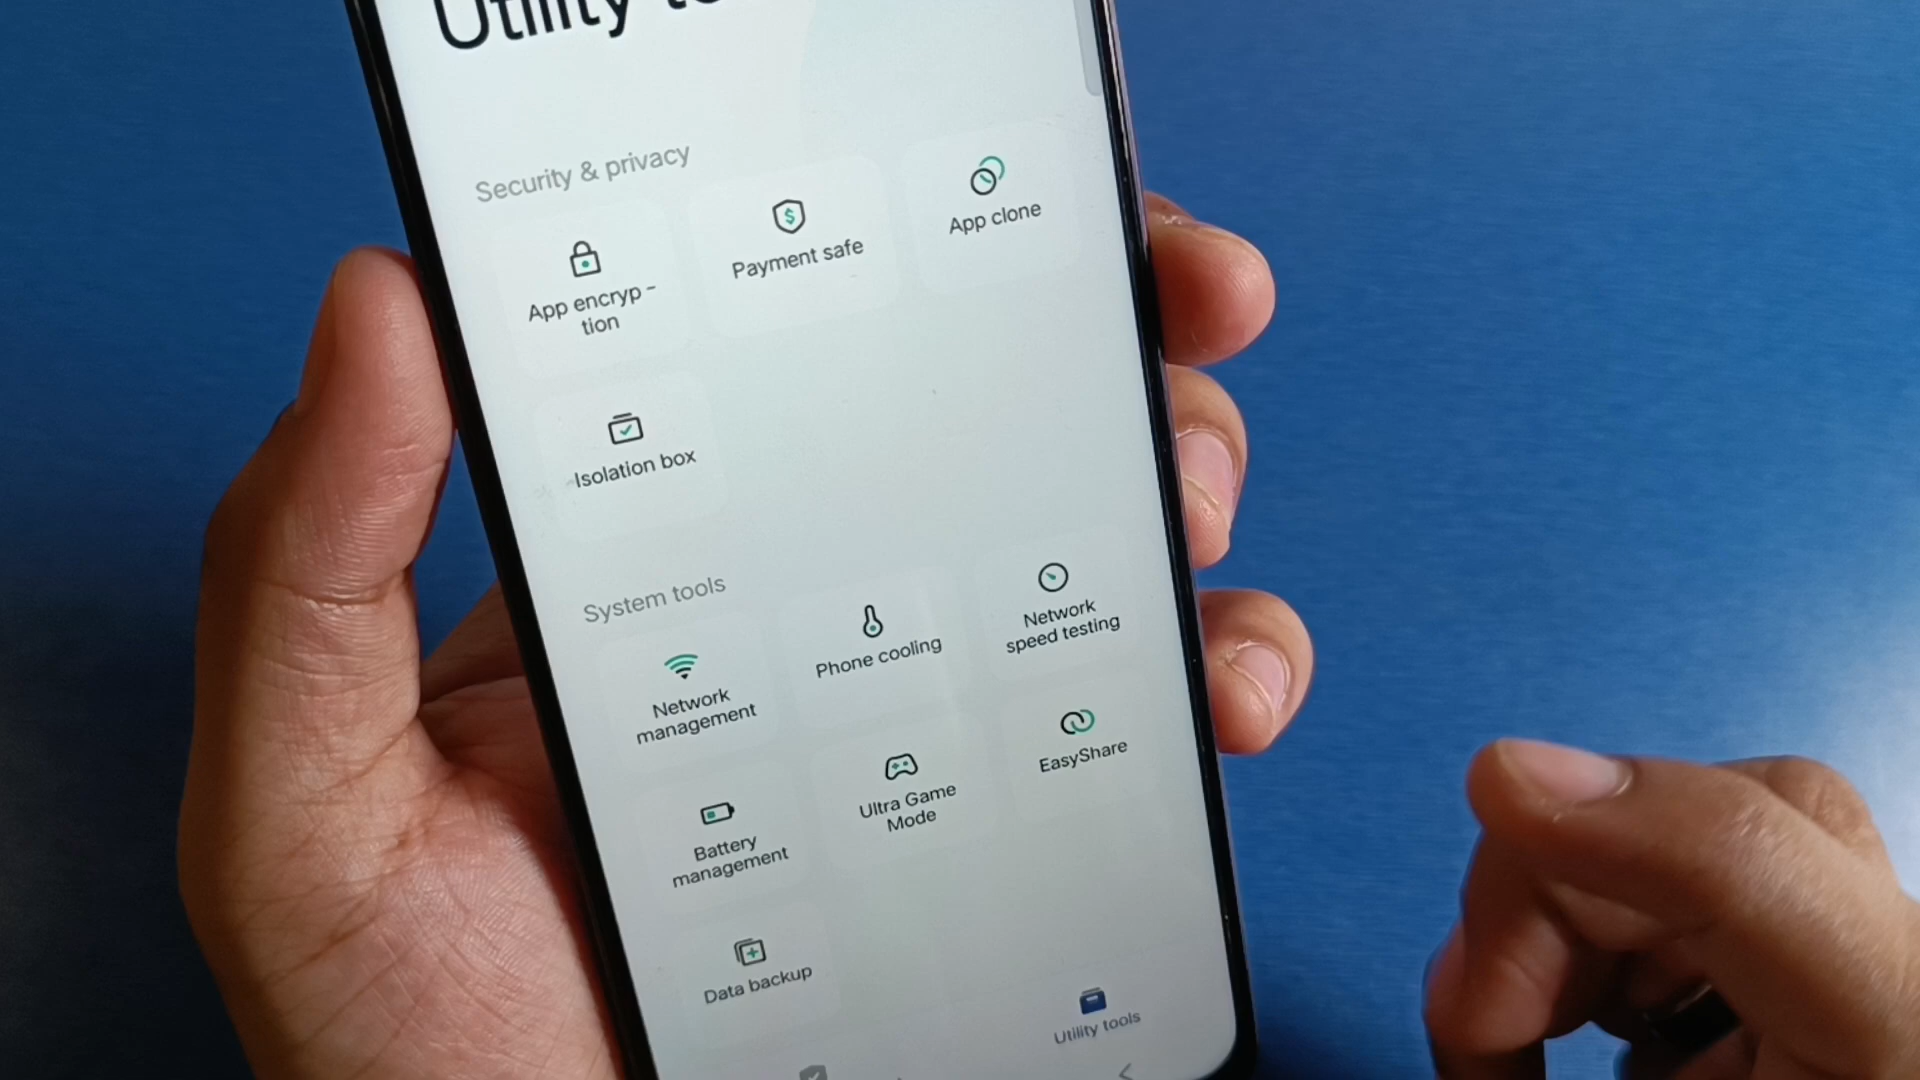 Utility
Security & privacy
App encryp -
tion
Payment safe
App clone
Isolation box
System tools
Network
management
Phone cooling
Network
speed testing
Battery
management
Ultra Game
Mode
EasyShare
Data backup
Utility tools